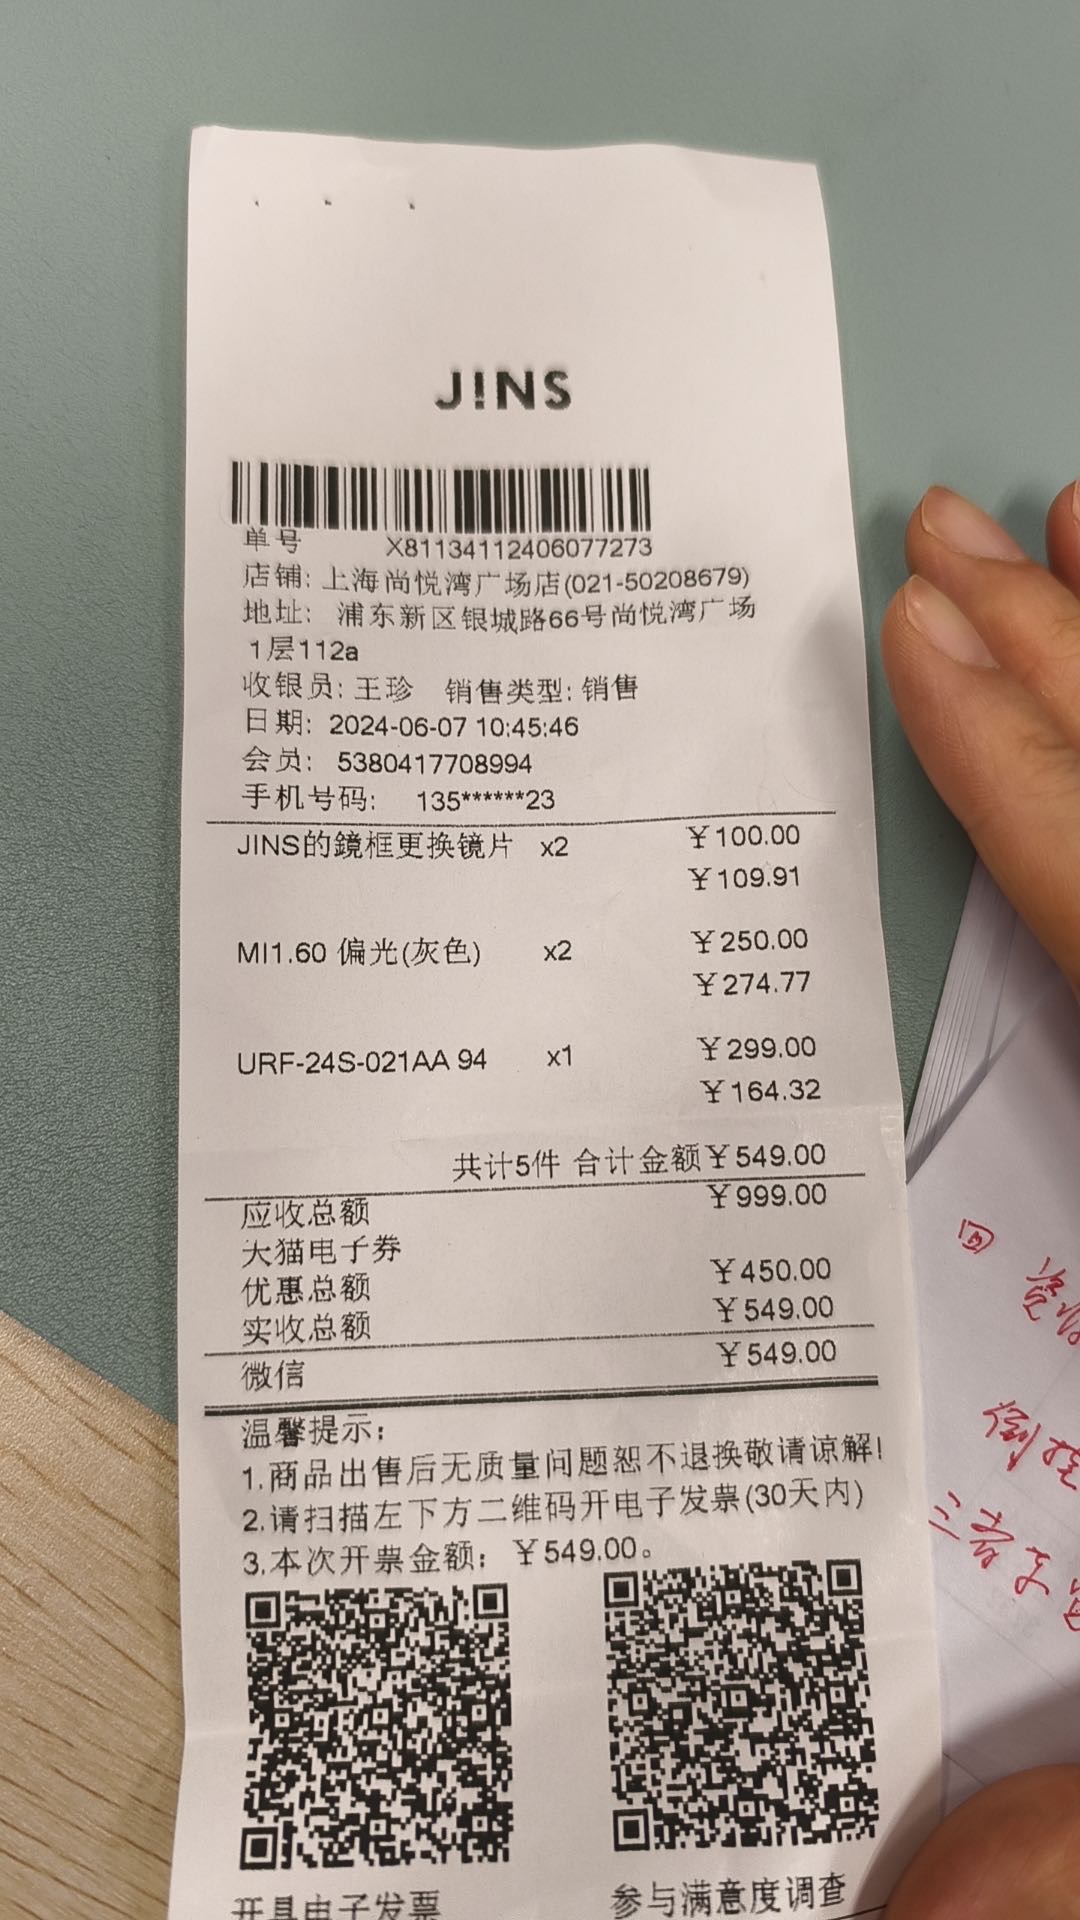 J!NS
单号 X81134112406077273
店铺: 上海尚悦湾广场店(021-50208679)
地址: 浦东新区银城路66号尚悦湾广场
1层112a
收银员: 王珍 销售类型: 销售
日期: 2024-06-07 10:45:46
会员: 5380417708994
手机号码: 135******23
JINS的鏡框更换镜片 x2 ¥100.00
¥109.91
MI1.60 偏光(灰色) x2 ¥250.00
¥274.77
URF-24S-021AA 94 x1 ¥299.00
¥164.32
共计5件 合计金额¥549.00
应收总额 ¥999.00
天猫电子券
优惠总额 ¥450.00
实收总额 ¥549.00
微信 ¥549.00
温馨提示:
1.商品出售后无质量问题恕不退换敬请谅解!
2.请扫描左下方二维码开电子发票(30天内)
3.本次开票金额: ¥549.00。
开具电子发票 参与满意度调查